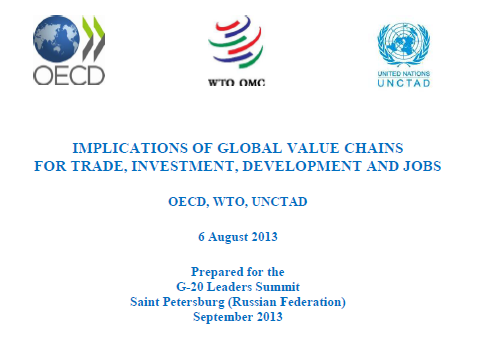 OECD
WTO OMC
UNITED NATIONS
UNCTAD
IMPLICATIONS OF GLOBAL VALUE CHAINS
FOR TRADE, INVESTMENT, DEVELOPMENT AND JOBS
OECD, WTO, UNCTAD
6 August 2013
Prepared for the
G-20 Leaders Summit
Saint Petersburg (Russian Federation)
September 2013